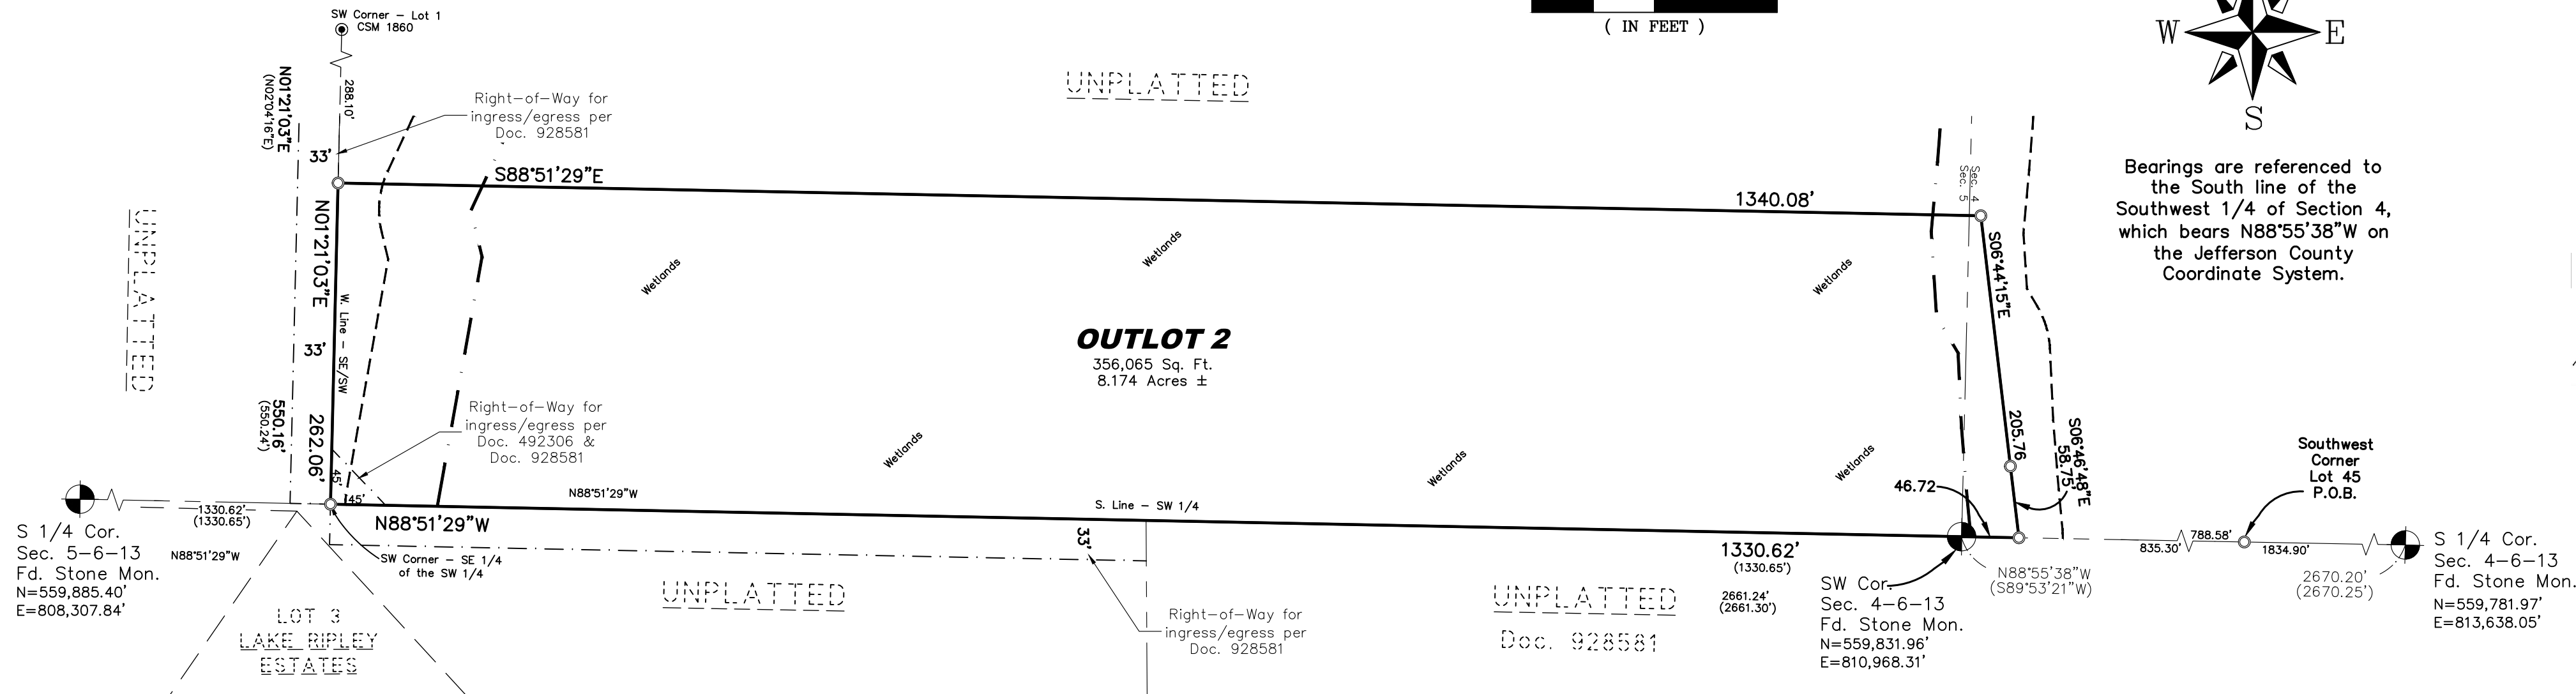 SW Corner – Lot 1
CSM 1860
( IN FEET )
W
E
S
N01°21'03"E
(N02°04'16"E)
288.10'
33'
Right-of-Way for
ingress/egress per
Doc. 928581
UNPLATTED
S88°51'29"E
1340.08'
Sec. 4
Sec. 5
Bearings are referenced to
the South line of the
Southwest 1/4 of Section 4,
which bears N88°55'38"W on
the Jefferson County
Coordinate System.
UNPLATTED
N01°21'03"E
W. Line – SE/SW
33'
262.06'
550.16'
(550.24')
Wetlands
Wetlands
Wetlands
S06°44'15"E
205.76
OUTLOT 2
356,065 Sq. Ft.
8.174 Acres ±
Right-of-Way for
ingress/egress per
Doc. 492306 &
Doc. 928581
45'
45'
Wetlands
Wetlands
Wetlands
46.72
S06°46'48"E
58.75'
Southwest
Corner
Lot 45
P.O.B.
1330.62'
(1330.65')
N88°51'29"W
S 1/4 Cor.
Sec. 5-6-13
Fd. Stone Mon.
N=559,885.40'
E=808,307.84'
N88°51'29"W
N88°51'29"W
S. Line – SW 1/4
SW Corner – SE 1/4
of the SW 1/4
33'
1330.62'
(1330.65')
2661.24'
(2661.30')
835.30'
788.58'
1834.90'
N88°55'38"W
(S89°53'21"W)
2670.20'
(2670.25')
SW Cor.
Sec. 4-6-13
Fd. Stone Mon.
N=559,831.96'
E=810,968.31'
S 1/4 Cor.
Sec. 4-6-13
Fd. Stone Mon.
N=559,781.97'
E=813,638.05'
LOT 3
LAKE RIPLEY
ESTATES
UNPLATTED
Right-of-Way for
ingress/egress per
Doc. 928581
UNPLATTED
Doc. 928581